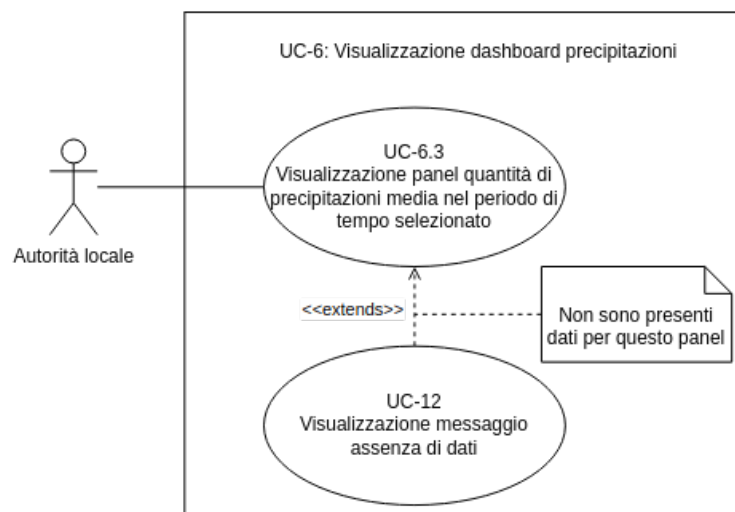 UC-6: Visualizzazione dashboard precipitazioni
UC-6.3
Visualizzazione panel quantità di
precipitazioni media nel periodo di
tempo selezionato
Autorità locale
<<extends>>
Non sono presenti
dati per questo panel
UC-12
Visualizzazione messaggio
assenza di dati